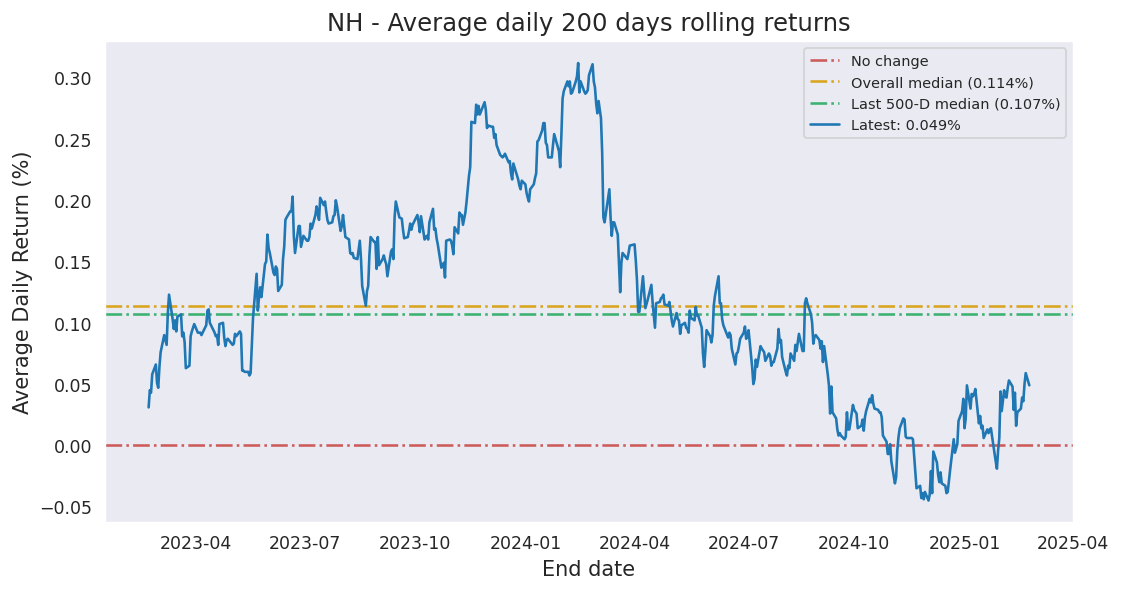 NH - Average daily 200 days rolling returns
No change
Overall median (0.114%)
Last 500-D median (0.107%)
Latest: 0.049%
Average Daily Return (%)
0.30
0.25
0.20
0.15
0.10
0.05
0.00
−0.05
2023-04 2023-07 2023-10 2024-01 2024-04 2024-07 2024-10 2025-01 2025-04
End date